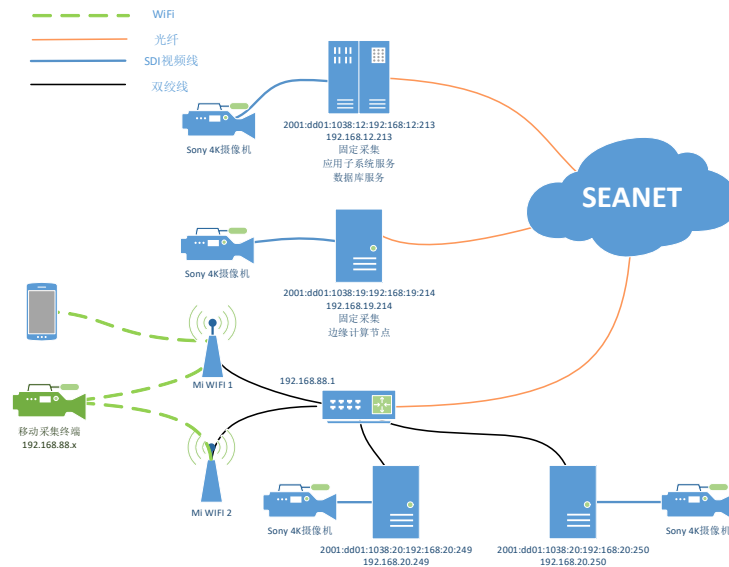 WiFi
光纤
SDI视频线
双绞线
Sony 4K摄像机
2001:dd01:1038:12:192:168:12:213
192.168.12.213
固定采集
应用子系统服务
数据库服务
SEANET
Sony 4K摄像机
2001:dd01:1038:19:192:168:19:214
192.168.19.214
固定采集
边缘计算节点
Mi WIFI 1
192.168.88.1
移动采集终端
192.168.88.x
Mi WIFI 2
Sony 4K摄像机
2001:dd01:1038:20:192:168:20:249
192.168.20.249
2001:dd01:1038:20:192:168:20:250
192.168.20.250
Sony 4K摄像机